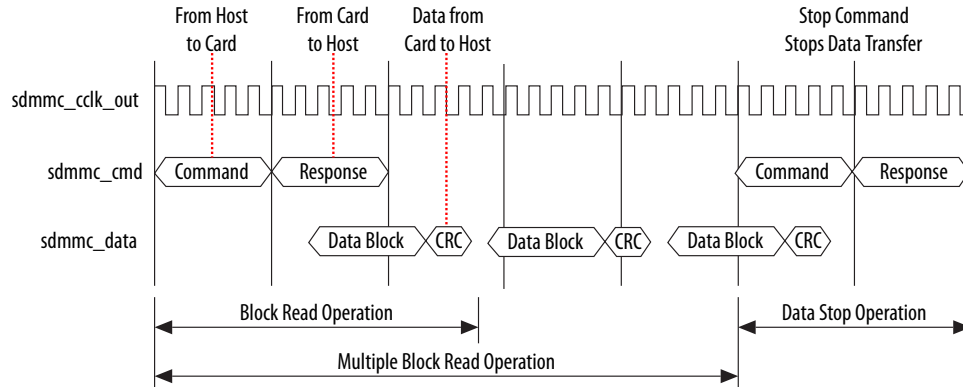 From Host
to Card
From Card
to Host
Data from
Card to Host
Stop Command
Stops Data Transfer
sdmmc_cclk_out
sdmmc_cmd
Command
Response
Command
Response
sdmmc_data
Data Block
CRC
Data Block
CRC
Data Block
CRC
Block Read Operation
Data Stop Operation
Multiple Block Read Operation